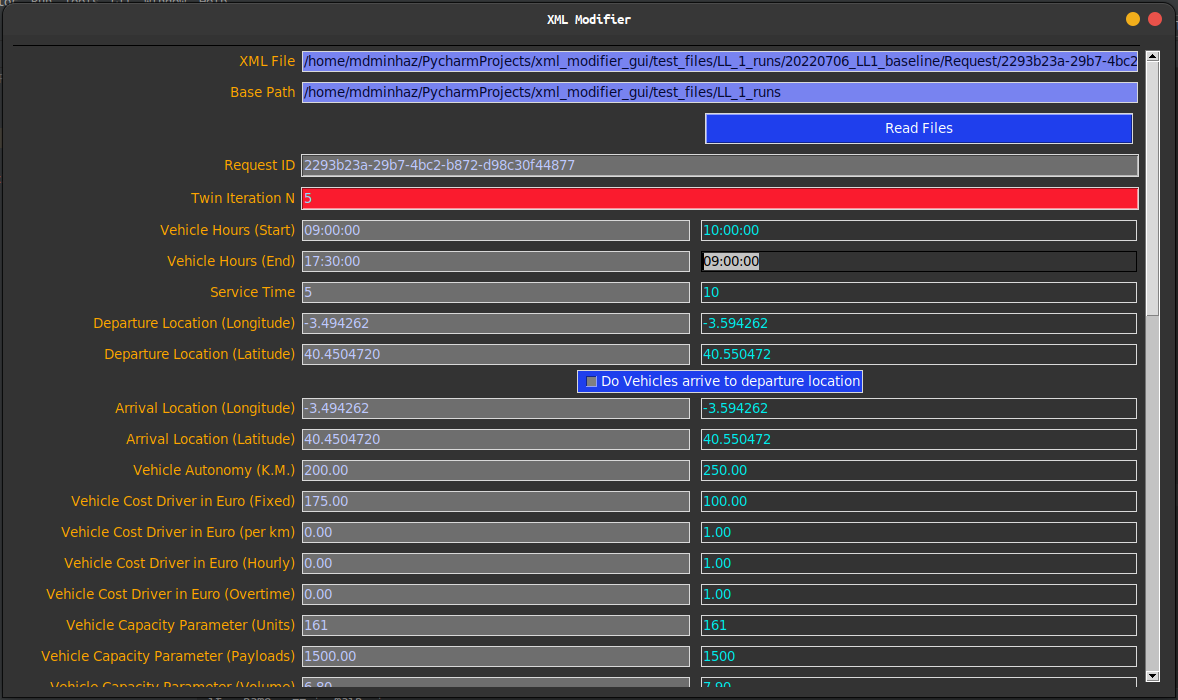 XML Modifier
XML File /home/mdminhaz/PycharmProjects/xml_modifier_gui/test_files/LL_1_runs/20220706_LL1_baseline/Request/2293b23a-29b7-4bc2
Base Path /home/mdminhaz/PycharmProjects/xml_modifier_gui/test_files/LL_1_runs
Read Files
Request ID 2293b23a-29b7-4bc2-b872-d98c30f44877
Twin Iteration N 5
Vehicle Hours (Start) 09:00:00 10:00:00
Vehicle Hours (End) 17:30:00 09:00:00
Service Time 5 10
Departure Location (Longitude) -3.494262 -3.594262
Departure Location (Latitude) 40.4504720 40.550472
Do Vehicles arrive to departure location
Arrival Location (Longitude) -3.494262 -3.594262
Arrival Location (Latitude) 40.4504720 40.550472
Vehicle Autonomy (K.M.) 200.00 250.00
Vehicle Cost Driver in Euro (Fixed) 175.00 100.00
Vehicle Cost Driver in Euro (per km) 0.00 1.00
Vehicle Cost Driver in Euro (Hourly) 0.00 1.00
Vehicle Cost Driver in Euro (Overtime) 0.00 1.00
Vehicle Capacity Parameter (Units) 161 161
Vehicle Capacity Parameter (Payloads) 1500.00 1500
Vehicle Capacity Parameter (Volume) 6.80 7.90